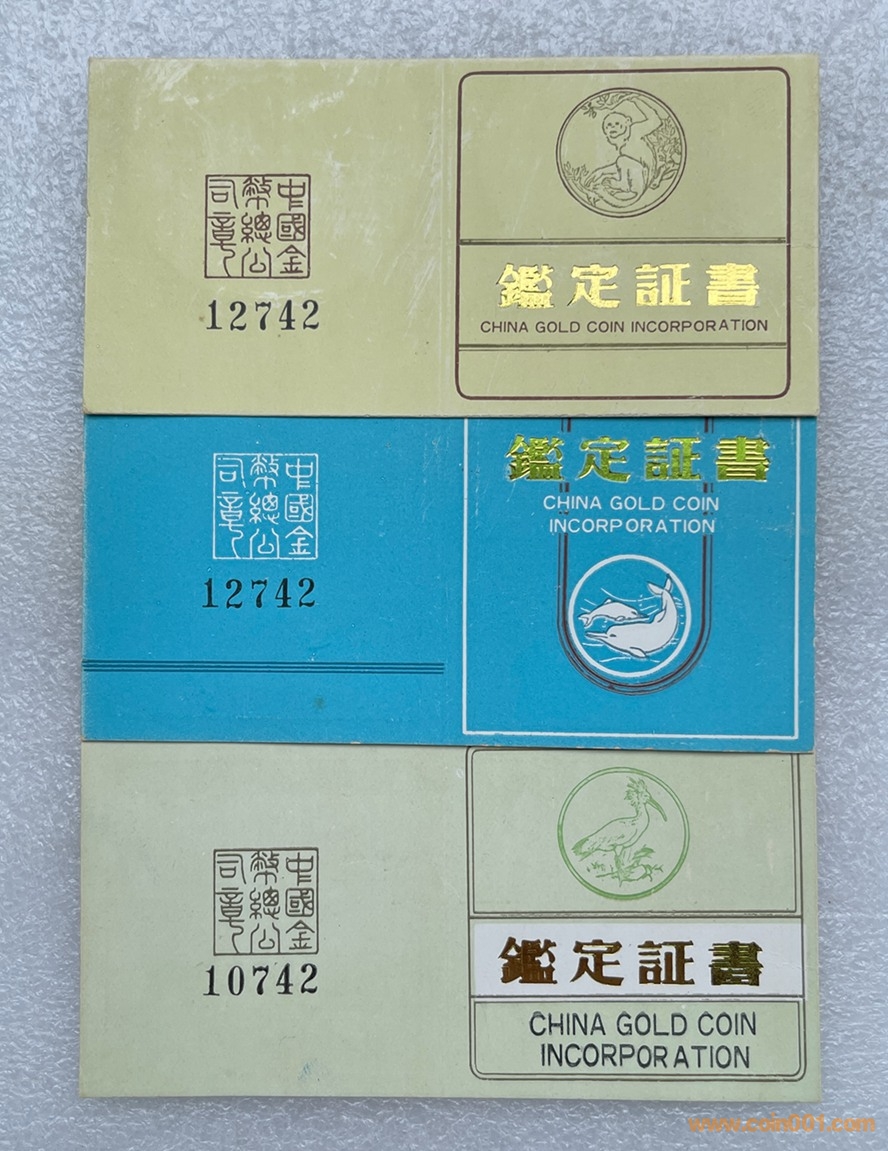 中國金
幣總公
司章
12742
鑑定証書
CHINA GOLD COIN INCORPORATION
中國金
幣總公
司章
12742
鑑定証書
CHINA GOLD COIN
INCORPORATION
中國金
幣總公
司章
10742
鑑定証書
CHINA GOLD COIN
INCORPORATION
www.coin001.com